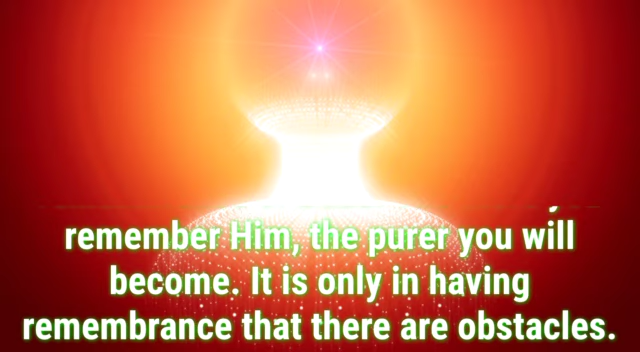 remember Him, the purer you will
become. It is only in having
remembrance that there are obstacles.